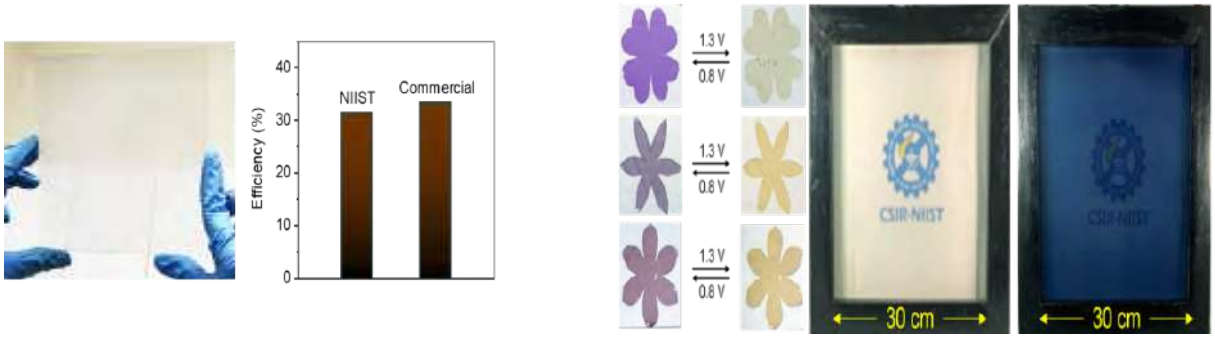 Efficiency (%)
40
30
20
10
0
NIIST
Commercial
1.3 V
0.8 V
1.3 V
0.8 V
1.3 V
0.8 V
CSIR-NIIST
30 cm
CSIR-NIIST
30 cm